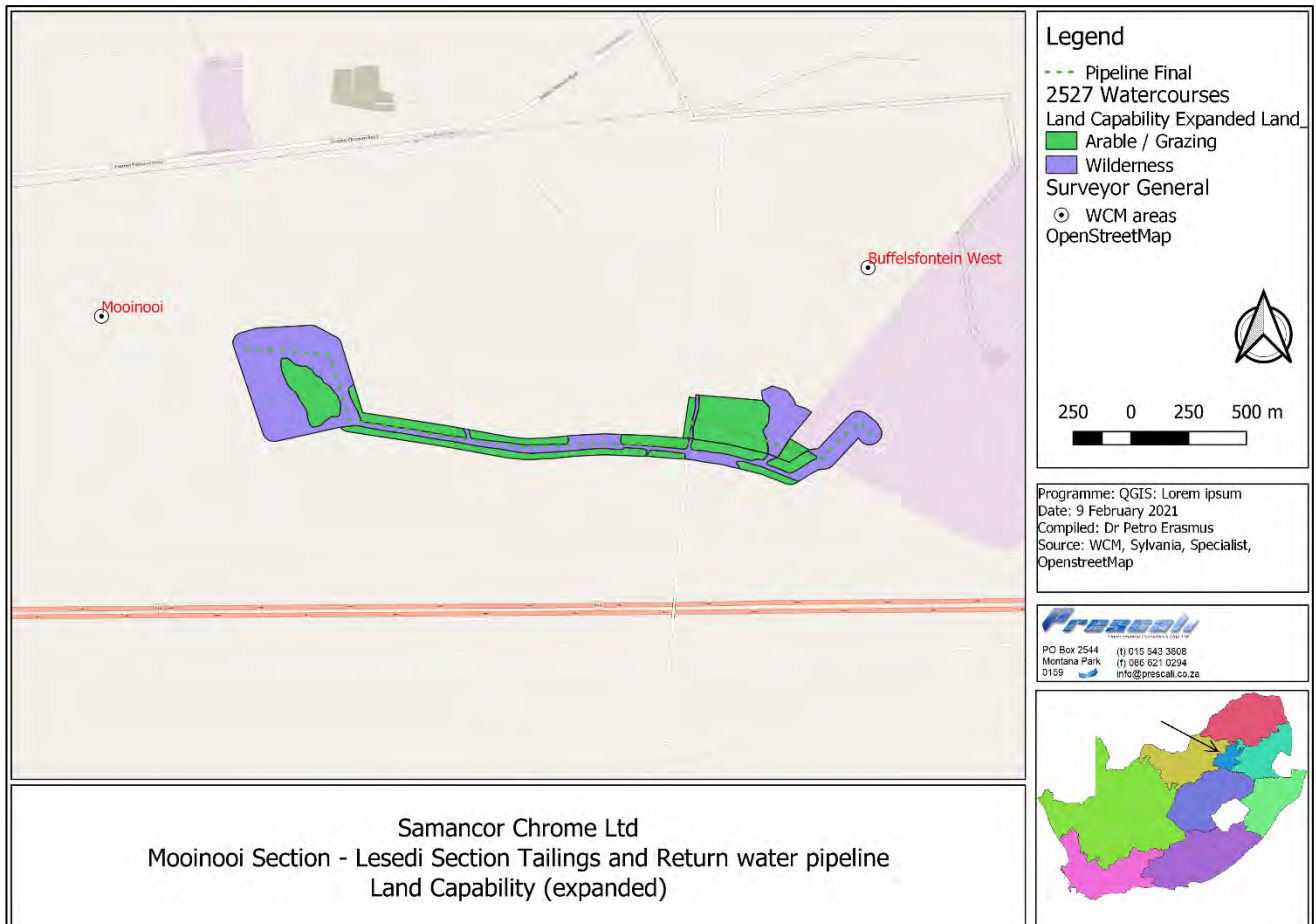 Mooinooi
Buffelsfontein West
Legend
Pipeline Final
2527 Watercourses
Land Capability Expanded Land_
Arable / Grazing
Wilderness
Surveyor General
WCM areas
OpenStreetMap
250 0 250 500 m
Programme: QGIS: Lorem ipsum
Date: 9 February 2021
Compiled: Dr Petro Erasmus
Source: WCM, Sylvania, Specialist,
OpenstreetMap
Prescali
PO Box 2544 (t) 015 543 3808
Montana Park (f) 086 621 0294
0159 info@prescali.co.za
Samancor Chrome Ltd
Mooinooi Section - Lesedi Section Tailings and Return water pipeline
Land Capability (expanded)